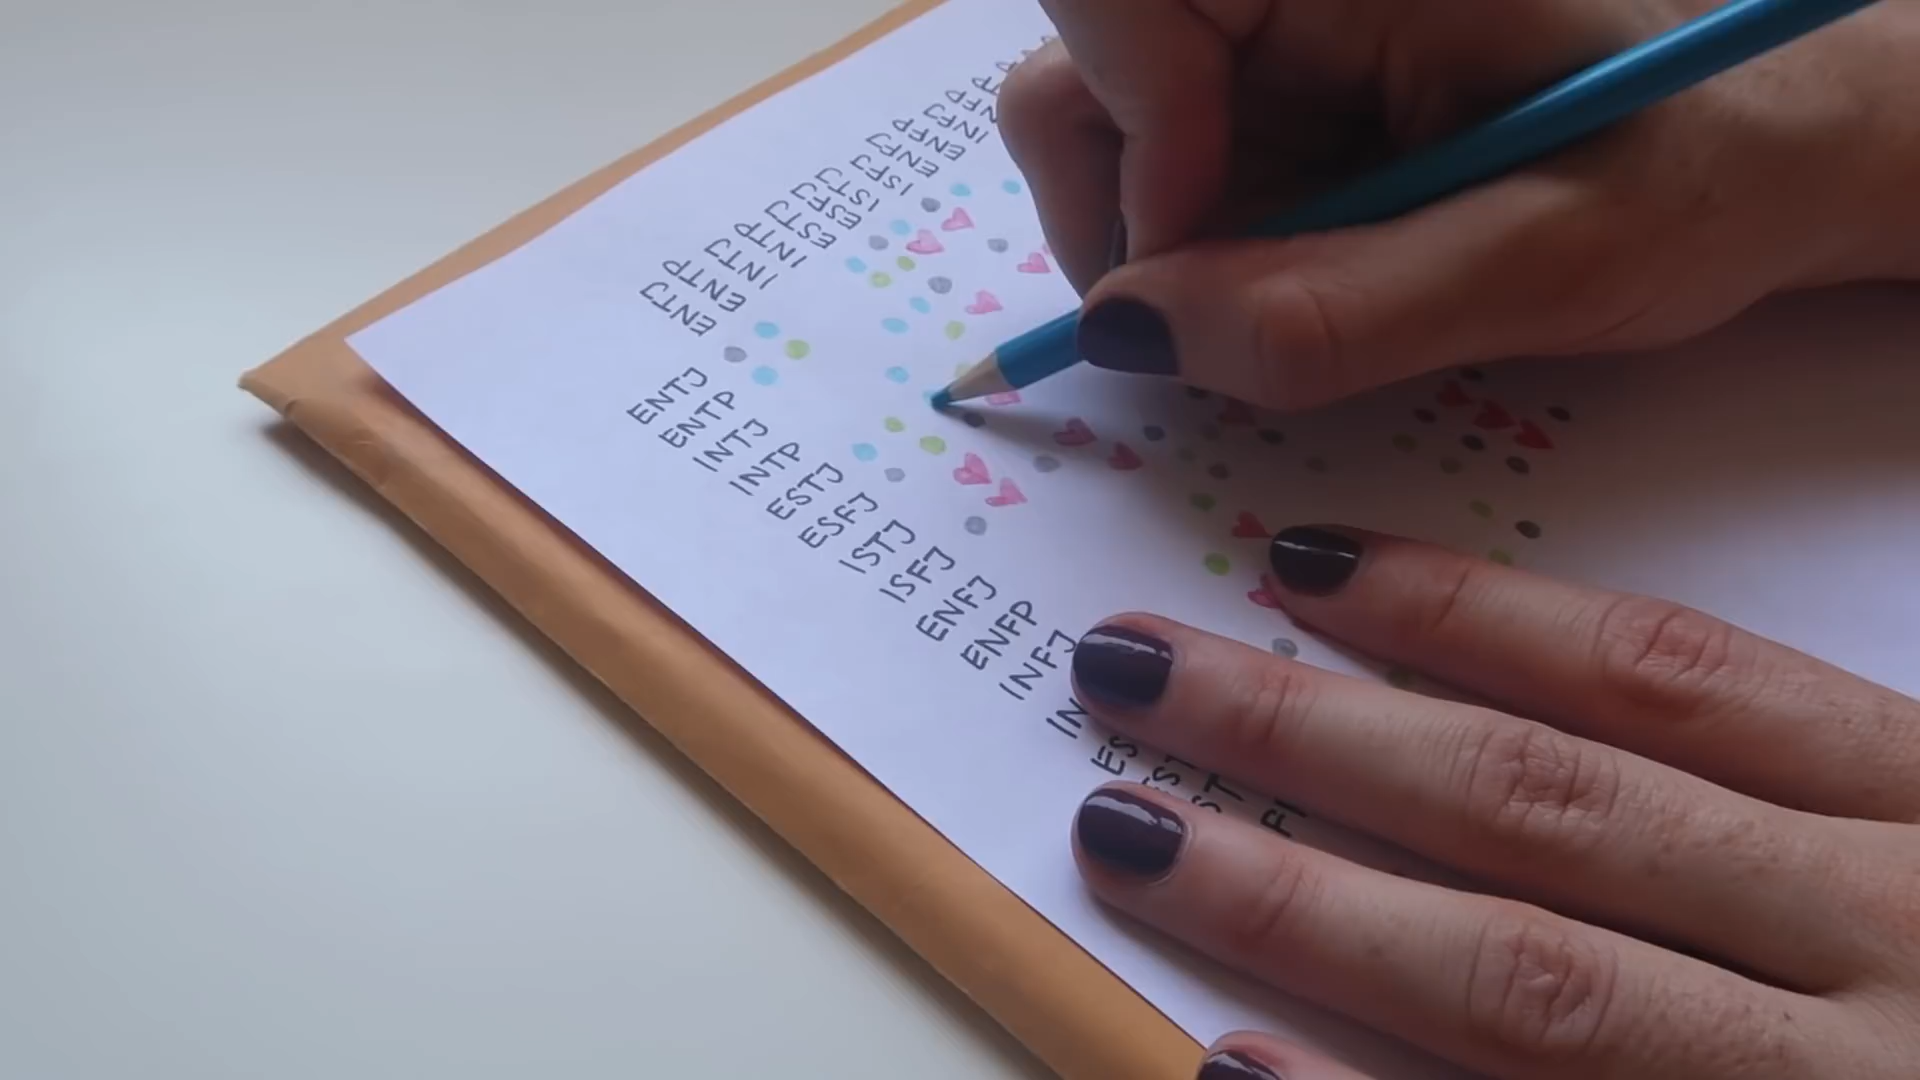 ENTJ
ENTP
INTJ
INTP
ESTJ
ESFJ
ISTJ
ISFJ
ENFJ
ENFP
INFJ
ENTJ
ENTP
INTJ
INTP
ESTJ
ESFJ
ISTJ
ISFJ
ENFJ
ENFP
INFJ